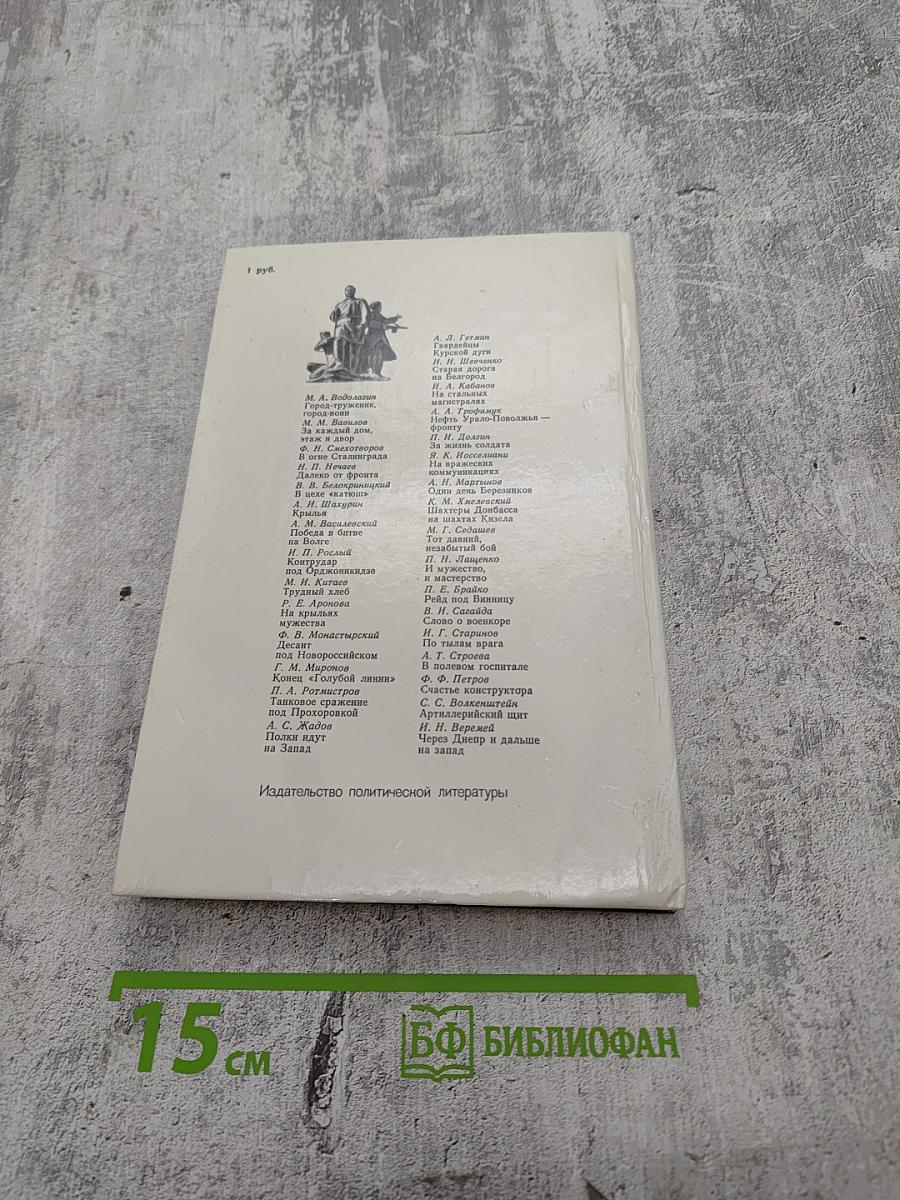 1 руб.
М. А. Водолагин
Город-труженик,
город-воин
М. М. Вавилов
За каждый дом,
этаж и двор
Ф. Н. Смехотворов
В огне Сталинграда
Н. П. Нечаев
Далеко от фронта
В. В. Белокриницкий
В цехе «катюш»
А. И. Шахурин
Крылья
А. М. Василевский
Победа в битве
на Волге
И. П. Рослый
Контрудар
под Орджоникидзе
М. И. Китаев
Трудный хлеб
Р. Е. Аронова
На крыльях
мужества
Ф. В. Монастырский
Десант
под Новороссийском
Г. М. Миронов
Конец «Голубой линии»
П. А. Ротмистров
Танковое сражение
под Прохоровкой
А. С. Жадов
Полки идут
на Запад
А. Л. Гетман
Гвардейцы
Курской дуги
И. Н. Шевченко
Старая дорога
на Белгород
И. А. Кабанов
На стальных
магистралях
А. А. Трофимук
Нефть Урало-Поволжья —
фронту
П. И. Долгин
За жизнь солдата
Я. К. Иосселиани
На вражеских
коммуникациях
А. Н. Мартынов
Один день Березников
К. М. Хмелевский
Шахтеры Донбасса
на шахтах Кизела
М. Г. Седашев
Тот давний,
незабытый бой
П. Н. Лащенко
И мужество,
и мастерство
П. Е. Брайко
Рейд под Винницу
В. И. Сагайда
Слово о военкоре
И. Г. Старинов
По тылам врага
А. Т. Строева
В полевом госпитале
Ф. Ф. Петров
Счастье конструктора
С. С. Волкенштейн
Артиллерийский щит
И. Н. Веремей
Через Днепр и дальше
на запад
Издательство политической литературы
15 см
БФ БИБЛИОФАН